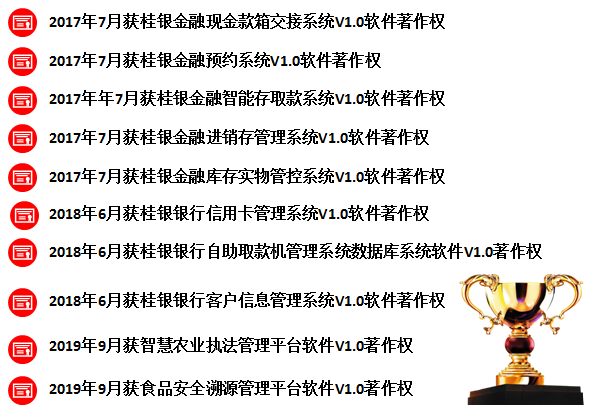 2017年7月获桂银金融现金款箱交接系统V1.0软件著作权
2017年7月获桂银金融预约系统V1.0软件著作权
2017年年7月获桂银金融智能存取款系统V1.0软件著作权
2017年7月获桂银金融进销存管理系统V1.0软件著作权
2017年7月获桂银金融库存实物管控系统V1.0软件著作权
2018年6月获桂银银行信用卡管理系统V1.0软件著作权
2018年6月获桂银银行自助取款机管理系统数据库系统软件V1.0著作权
2018年6月获桂银银行客户信息管理系统V1.0软件著作权
2019年9月获智慧农业执法管理平台软件V1.0著作权
2019年9月获食品安全溯源管理平台软件V1.0著作权